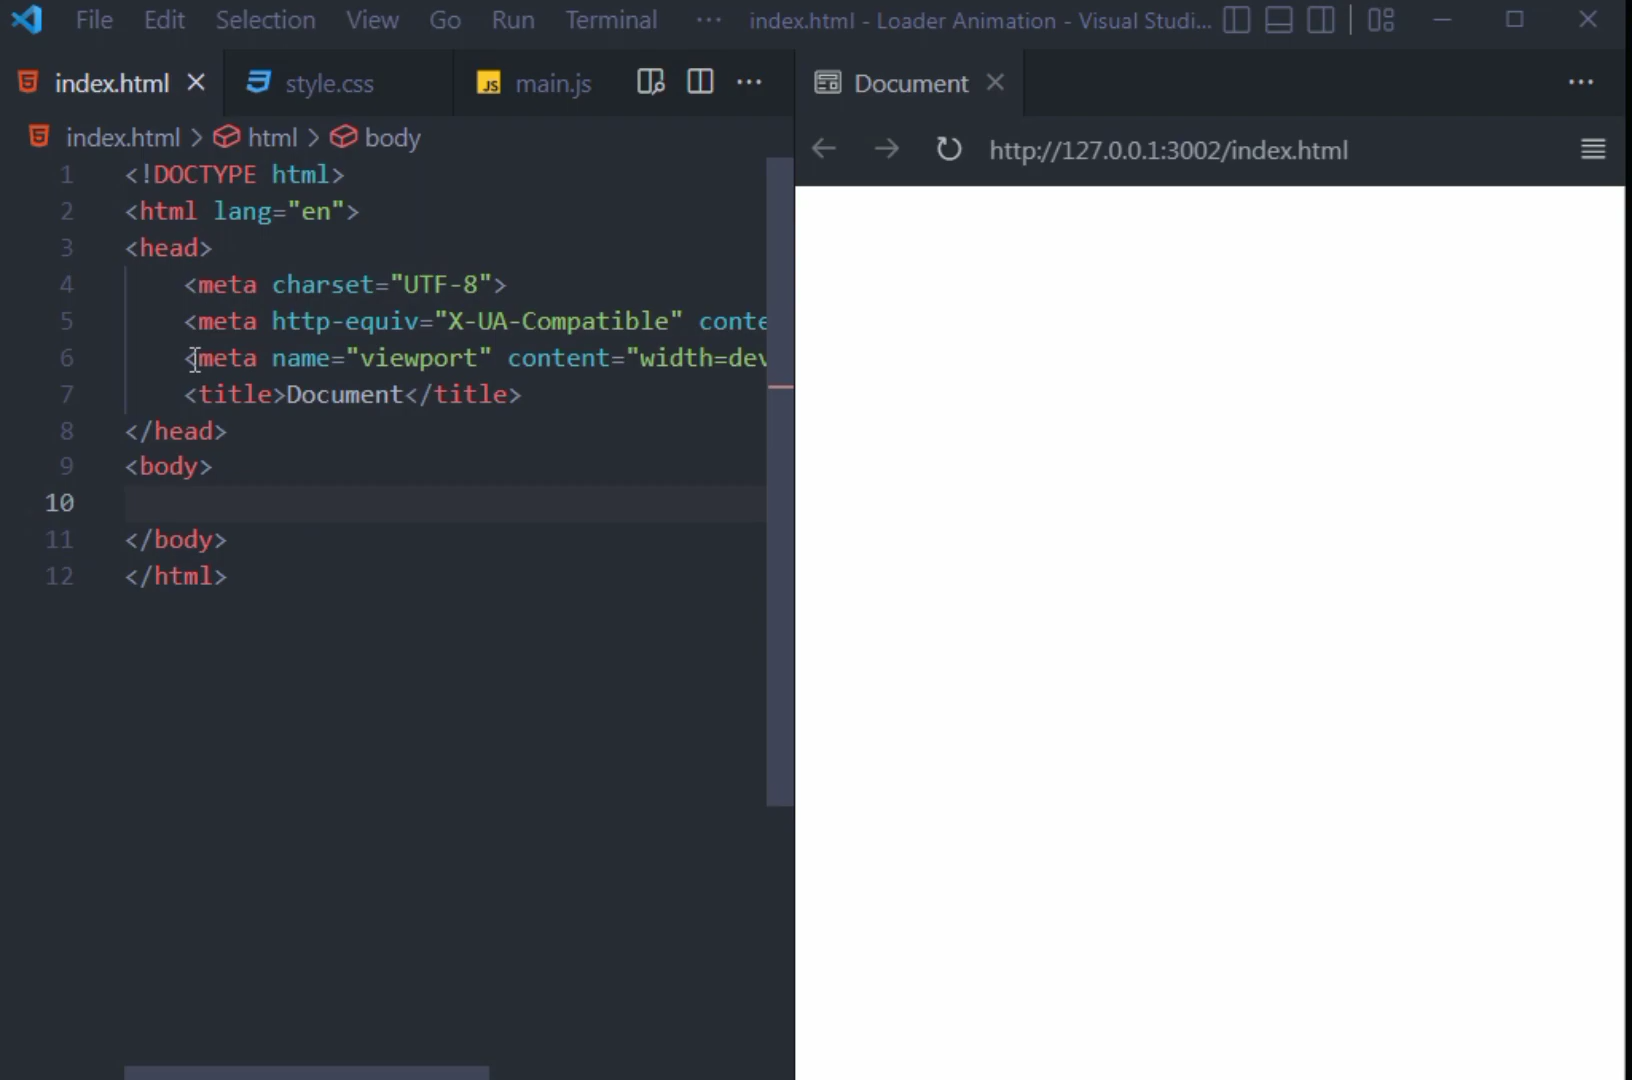 File Edit Selection View Go Run Terminal ··· index.html - Loader Animation - Visual Studi...
index.html style.css JS main.js ··· Document ···
index.html > html > body
http://127.0.0.1:3002/index.html
1 <!DOCTYPE html>
2 <html lang="en">
3 <head>
4 <meta charset="UTF-8">
5 <meta http-equiv="X-UA-Compatible" conte
6 <meta name="viewport" content="width=dev
7 <title>Document</title>
8 </head>
9 <body>
10
11 </body>
12 </html>